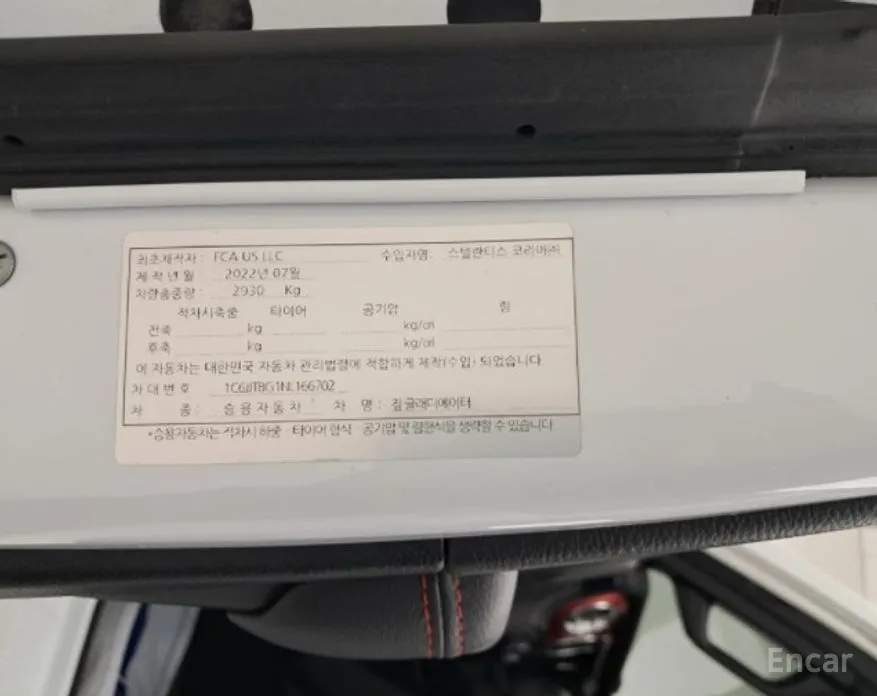 최초제작자 : FCA US LLC 수입자명: 스텔란티스 코리아㈜
제 작 년 월 2022년 07월
차량총중량 : 2930 Kg
적차시축중 타이어 공기압 림
전축 kg kg/㎠
후축 kg kg/㎠
이 자동차는 대한민국 자동차 관리법령에 적합하게 제작(수입) 되었습니다
차 대 번 호 1C6JJTBG1NL166702
차 종 : 승 용 자 동 차 차 명 : 짚 글래디에이터
*승용자동차는 적차시 하중 타이어 형식 공기압 및 림형식을 생략할 수 있습니다
Encar